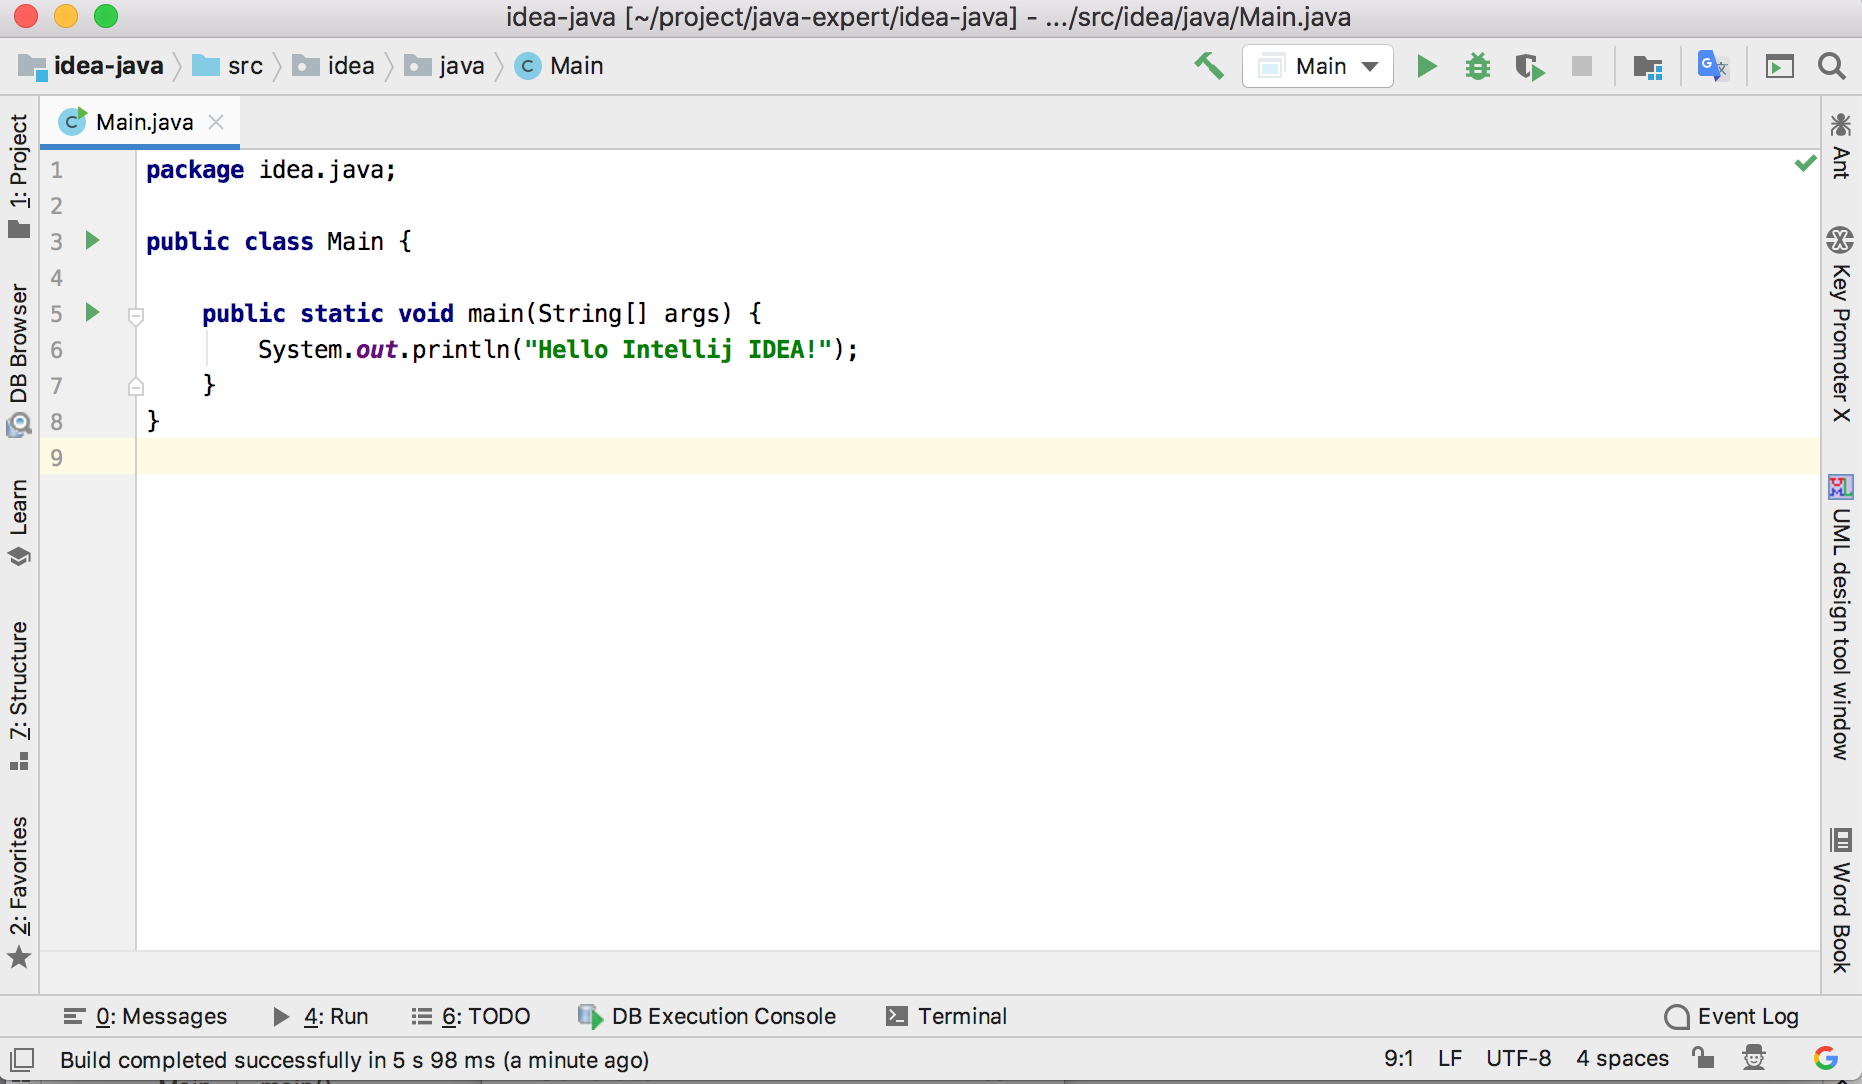 idea-java [~/project/java-expert/idea-java] - .../src/idea/java/Main.java
idea-java src idea java C Main Main
C Main.java
1 package idea.java;
2
3 public class Main {
4
5 public static void main(String[] args) {
6 System.out.println("Hello Intellij IDEA!");
7 }
8 }
9
1: Project
DB Browser
Learn
7: Structure
2: Favorites
Ant
Key Promoter X
UML design tool window
Word Book
0: Messages 4: Run 6: TODO DB Execution Console Terminal Event Log
Build completed successfully in 5 s 98 ms (a minute ago) 9:1 LF UTF-8 4 spaces